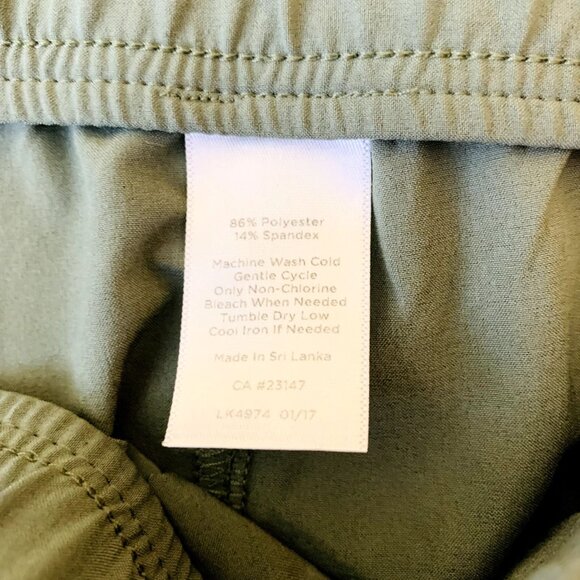 86% Polyester
14% Spandex
Machine Wash Cold
Gentle Cycle
Only Non-Chlorine
Bleach When Needed
Tumble Dry Low
Cool Iron If Needed
Made In Sri Lanka
CA #23147
LK4974 01/17